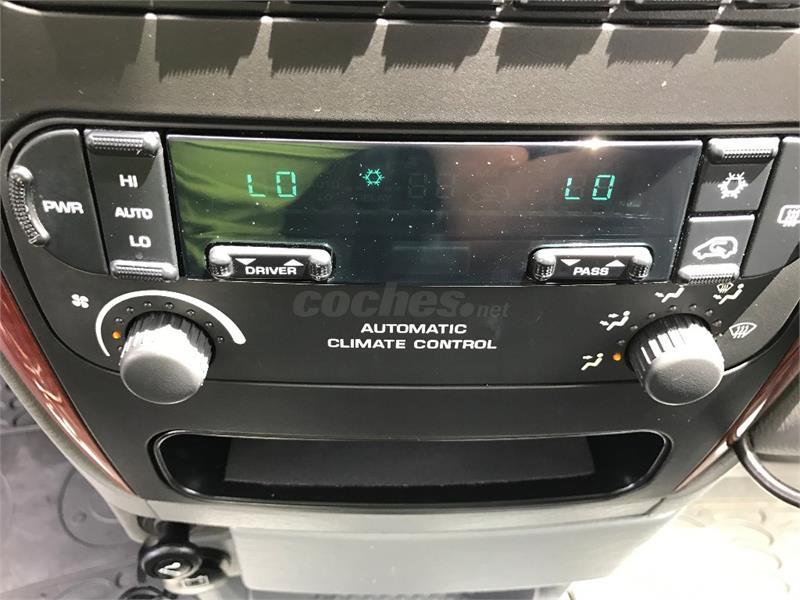 HI
LO
LO
PWR
AUTO
LO
DRIVER
PASS
coches.net
AUTOMATIC
CLIMATE CONTROL